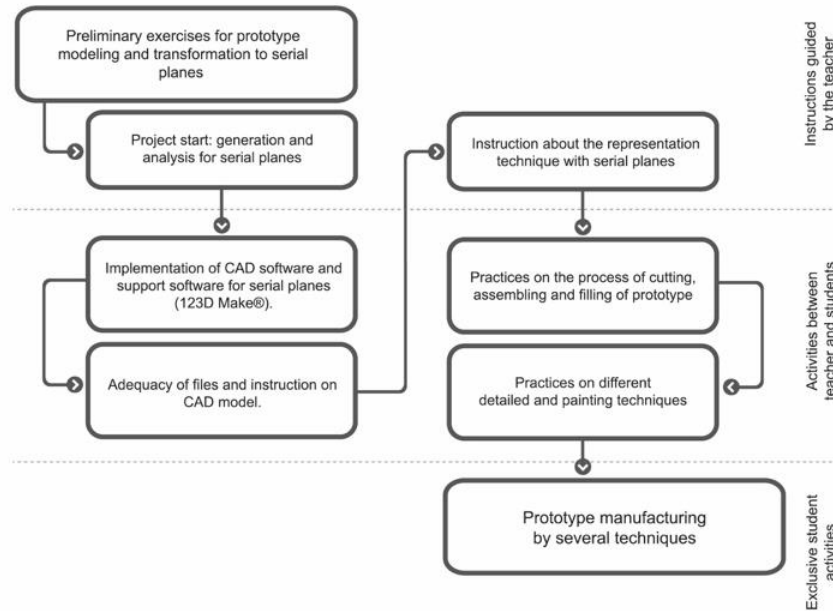 Preliminary exercises for prototype
modeling and transformation to serial
planes
Project start: generation and
analysis for serial planes
Implementation of CAD software and
support software for serial planes
(123D Make®).
Adequacy of files and instruction on
CAD model.
Instruction about the representation
technique with serial planes
Practices on the process of cutting,
assembling and filling of prototype
Practices on different
detailed and painting techniques
Prototype manufacturing
by several techniques
Instructions guided
by the teacher
Activities between
teacher and students
Exclusive student
activities